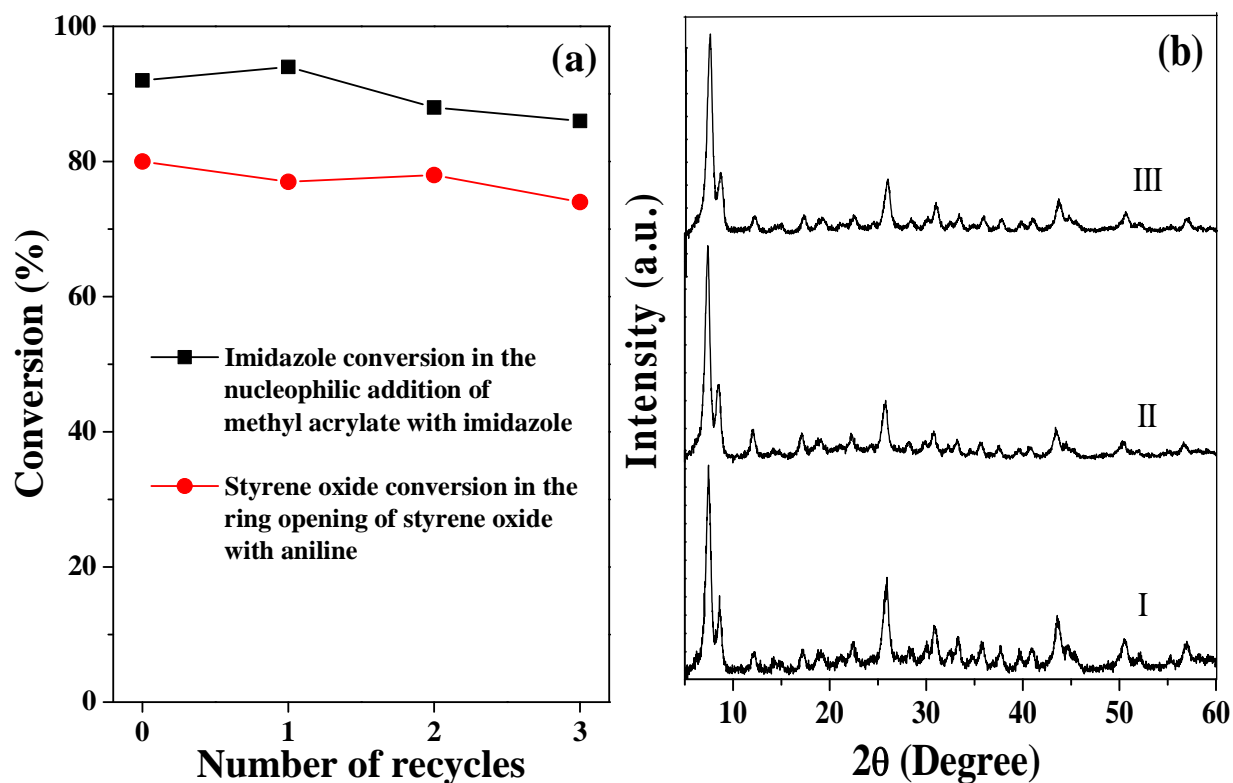 (a)
100
80
60
40
20
0
Conversion (%)
Imidazole conversion in the
nucleophilic addition of
methyl acrylate with imidazole
Styrene oxide conversion in the
ring opening of styrene oxide
with aniline
0 1 2 3
Number of recycles
(b)
Intensity (a.u.)
III
II
I
10 20 30 40 50 60
2θ (Degree)